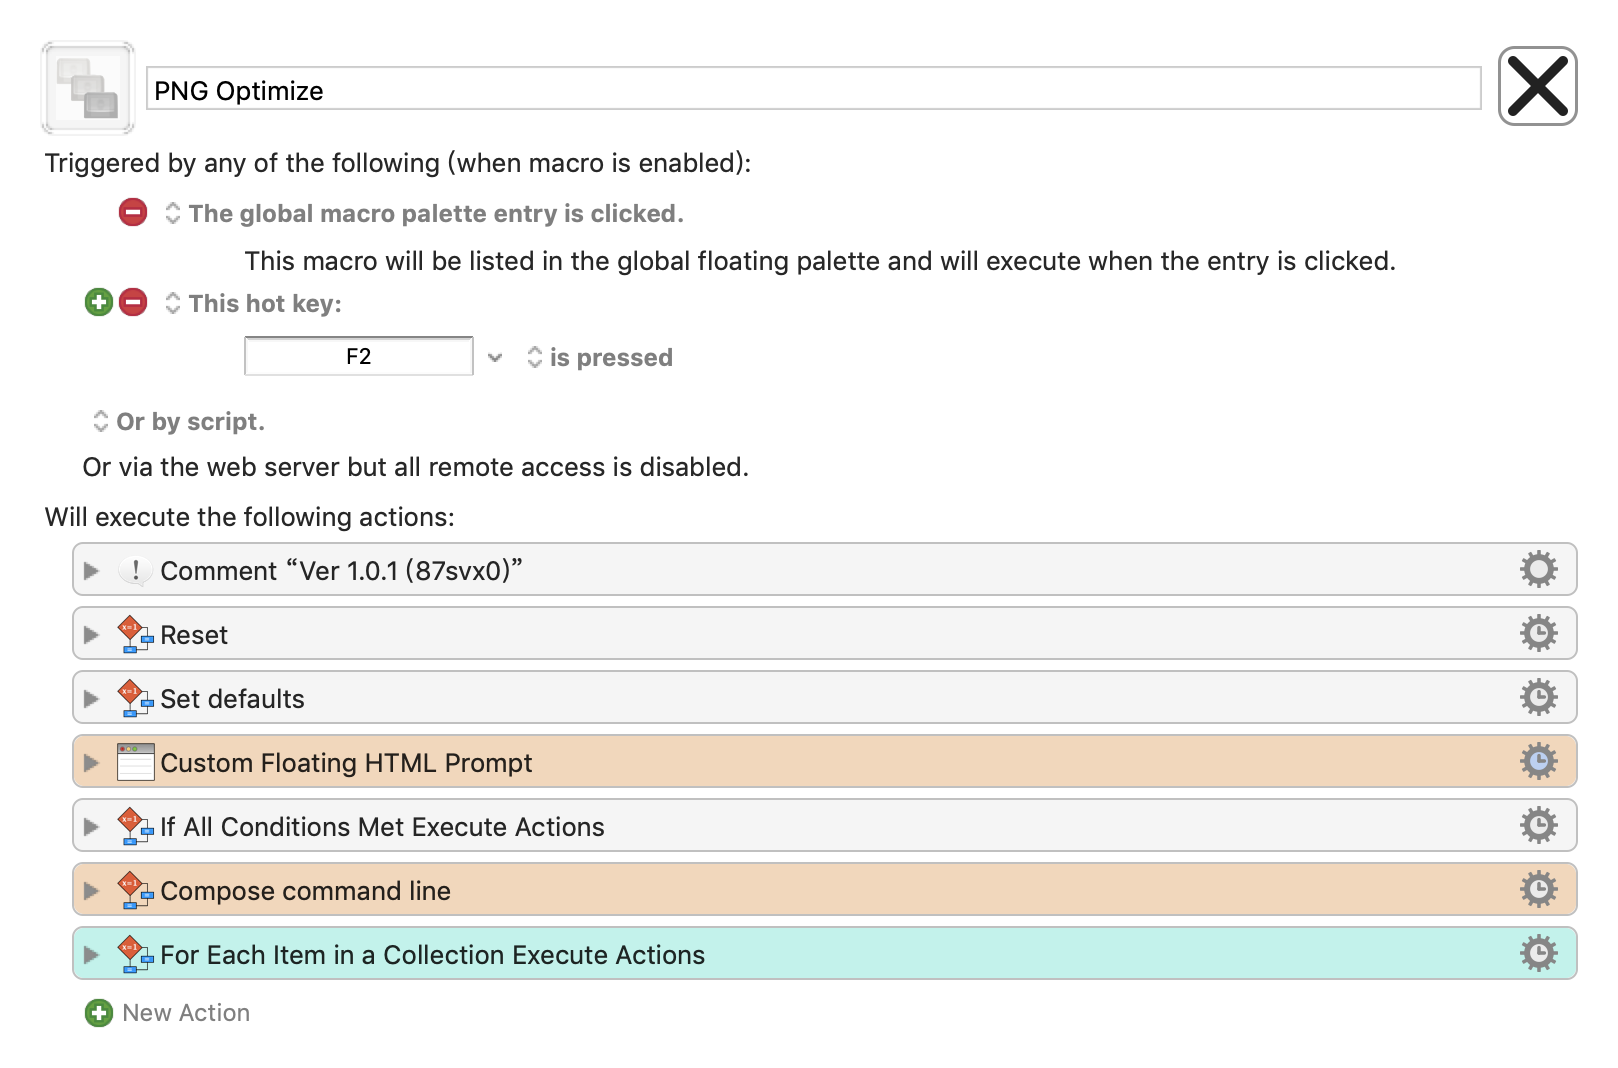 PNG Optimize
Triggered by any of the following (when macro is enabled):
The global macro palette entry is clicked.
This macro will be listed in the global floating palette and will execute when the entry is clicked.
This hot key:
F2
is pressed
Or by script.
Or via the web server but all remote access is disabled.
Will execute the following actions:
Comment “Ver 1.0.1 (87svx0)”
Reset
Set defaults
Custom Floating HTML Prompt
If All Conditions Met Execute Actions
Compose command line
For Each Item in a Collection Execute Actions
New Action